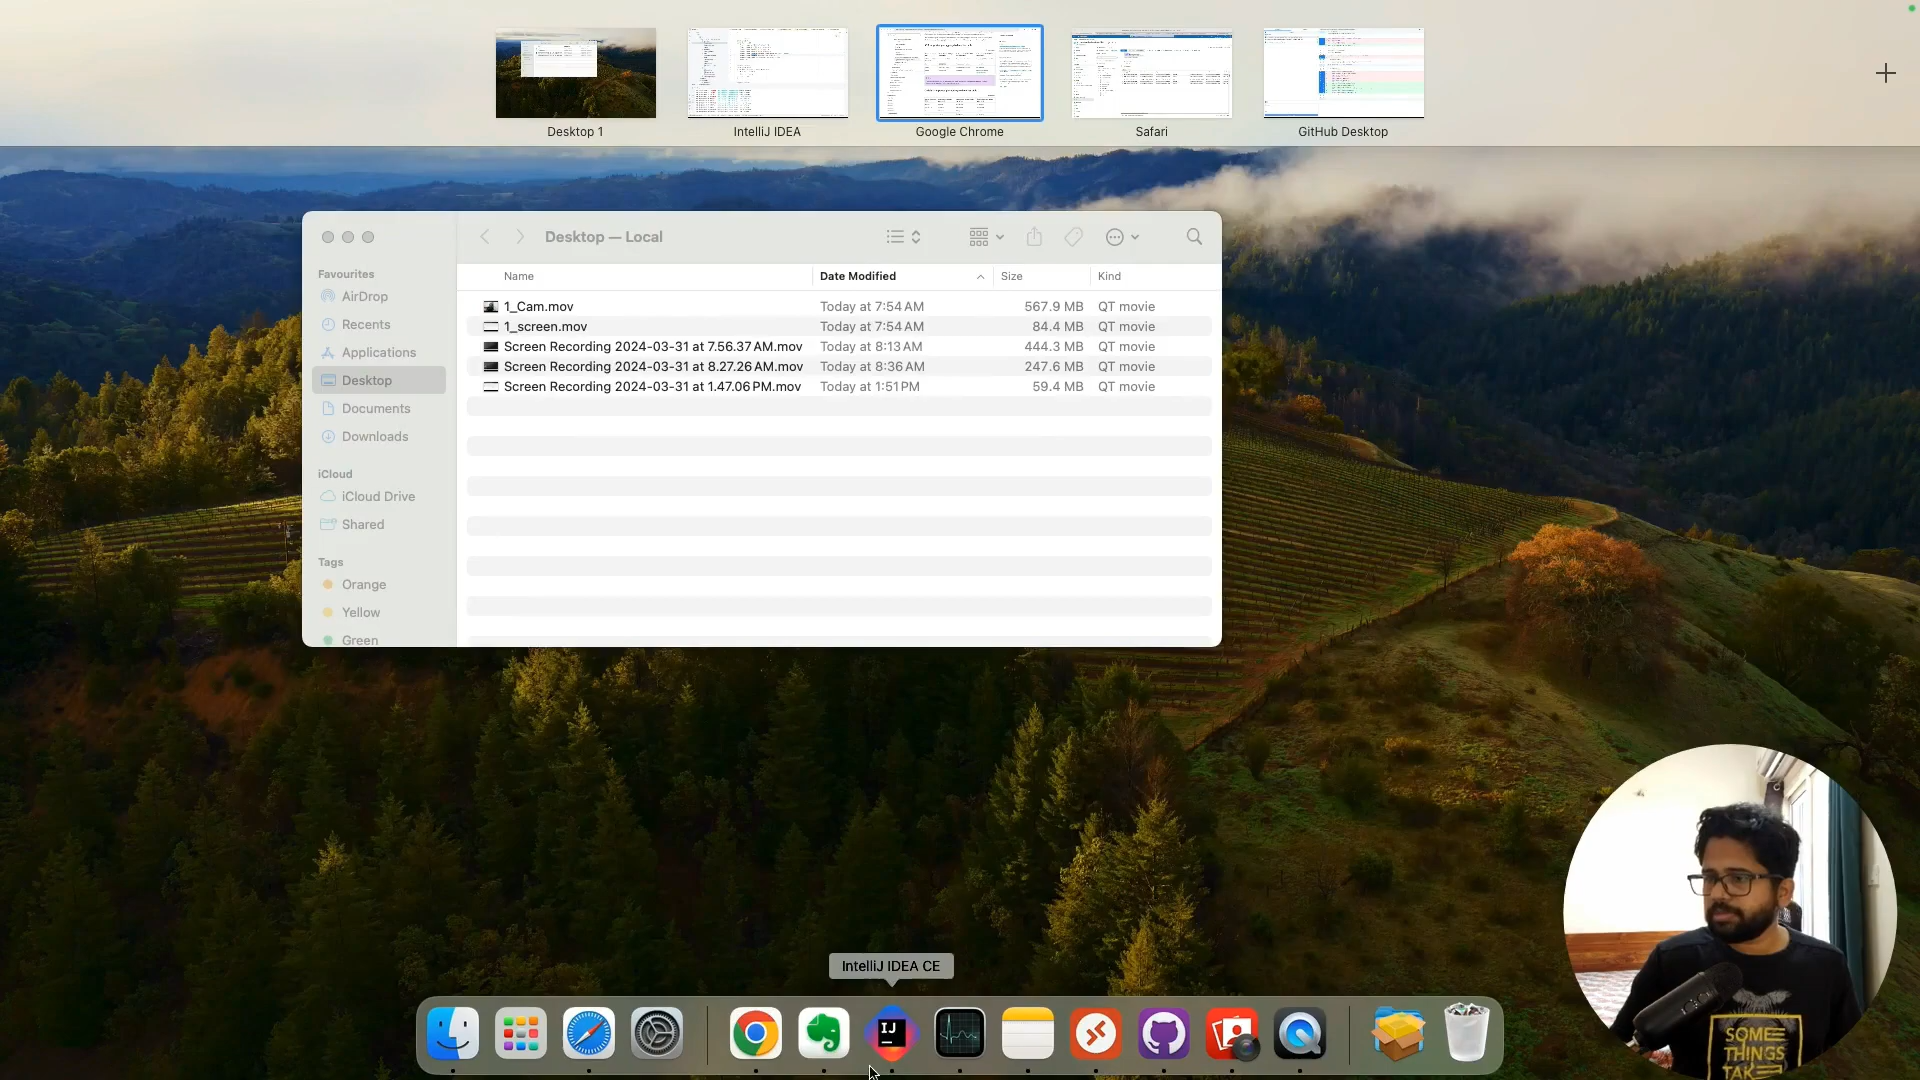 Desktop 1
IntelliJ IDEA
Google Chrome
Safari
GitHub Desktop
Desktop — Local
Favourites
AirDrop
Recents
Applications
Desktop
Documents
Downloads
iCloud
iCloud Drive
Shared
Tags
Orange
Yellow
Green
Name Date Modified Size Kind
1_Cam.mov Today at 7:54 AM 567.9 MB QT movie
1_screen.mov Today at 7:54 AM 84.4 MB QT movie
Screen Recording 2024-03-31 at 7.56.37 AM.mov Today at 8:13 AM 444.3 MB QT movie
Screen Recording 2024-03-31 at 8.27.26 AM.mov Today at 8:36 AM 247.6 MB QT movie
Screen Recording 2024-03-31 at 1.47.06 PM.mov Today at 1:51 PM 59.4 MB QT movie
IntelliJ IDEA CE
IJ
SOME
THINGS
TAKE